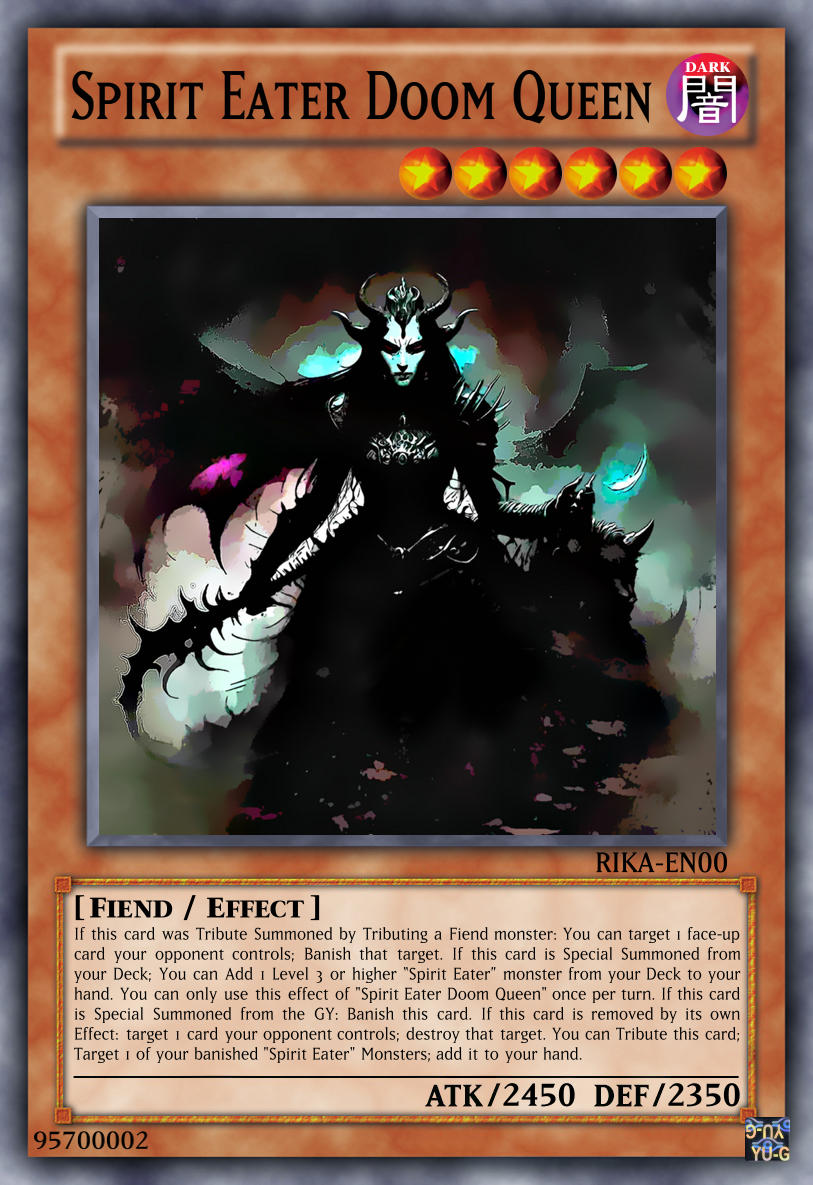 Spirit Eater Doom Queen
DARK
闇
RIKA-EN00
[ Fiend / Effect ]
If this card was Tribute Summoned by Tributing a Fiend monster: You can target 1 face-up
card your opponent controls; Banish that target. If this card is Special Summoned from
your Deck; You can Add 1 Level 3 or higher "Spirit Eater" monster from your Deck to your
hand. You can only use this effect of "Spirit Eater Doom Queen" once per turn. If this card
is Special Summoned from the GY: Banish this card. If this card is removed by its own
Effect: target 1 card your opponent controls; destroy that target. You can Tribute this card;
Target 1 of your banished "Spirit Eater" Monsters; add it to your hand.
ATK/2450 DEF/2350
95700002
YU-G
YU-G